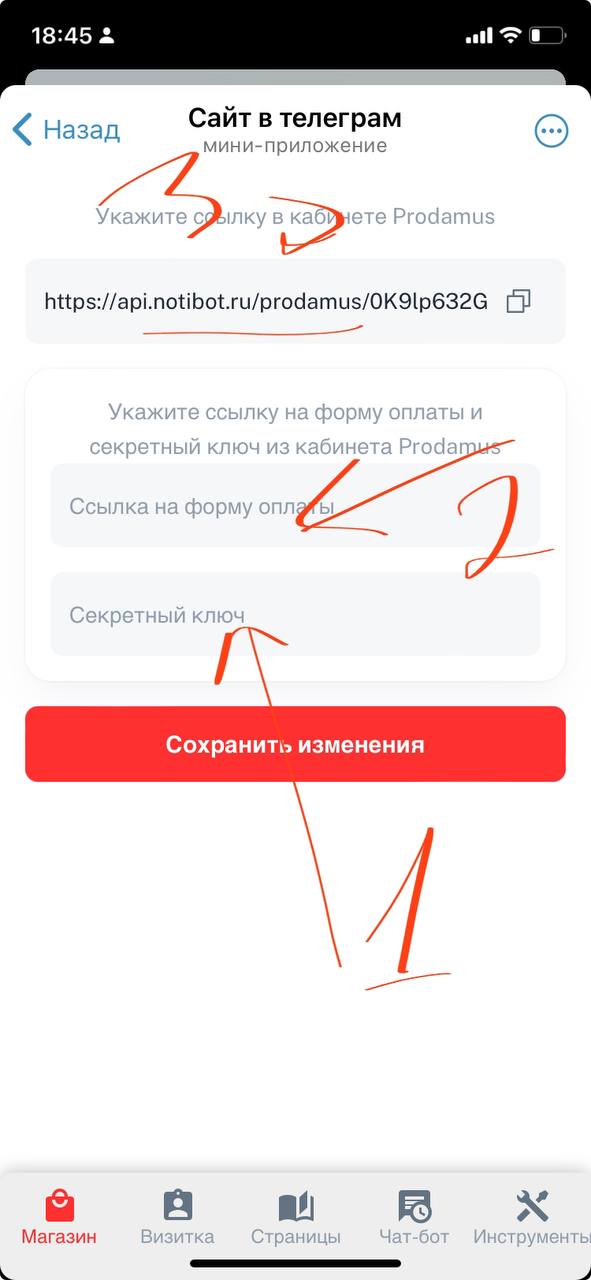 18:45
Назад
Сайт в телеграм
мини-приложение
3
Укажите ссылку в кабинете Prodamus
https://api.notibot.ru/prodamus/0K9lp632G
Укажите ссылку на форму оплаты и
секретный ключ из кабинета Prodamus
Ссылка на форму оплаты
2
Секретный ключ
Сохранить изменения
1
Магазин
Визитка
Страницы
Чат-бот
Инструменты